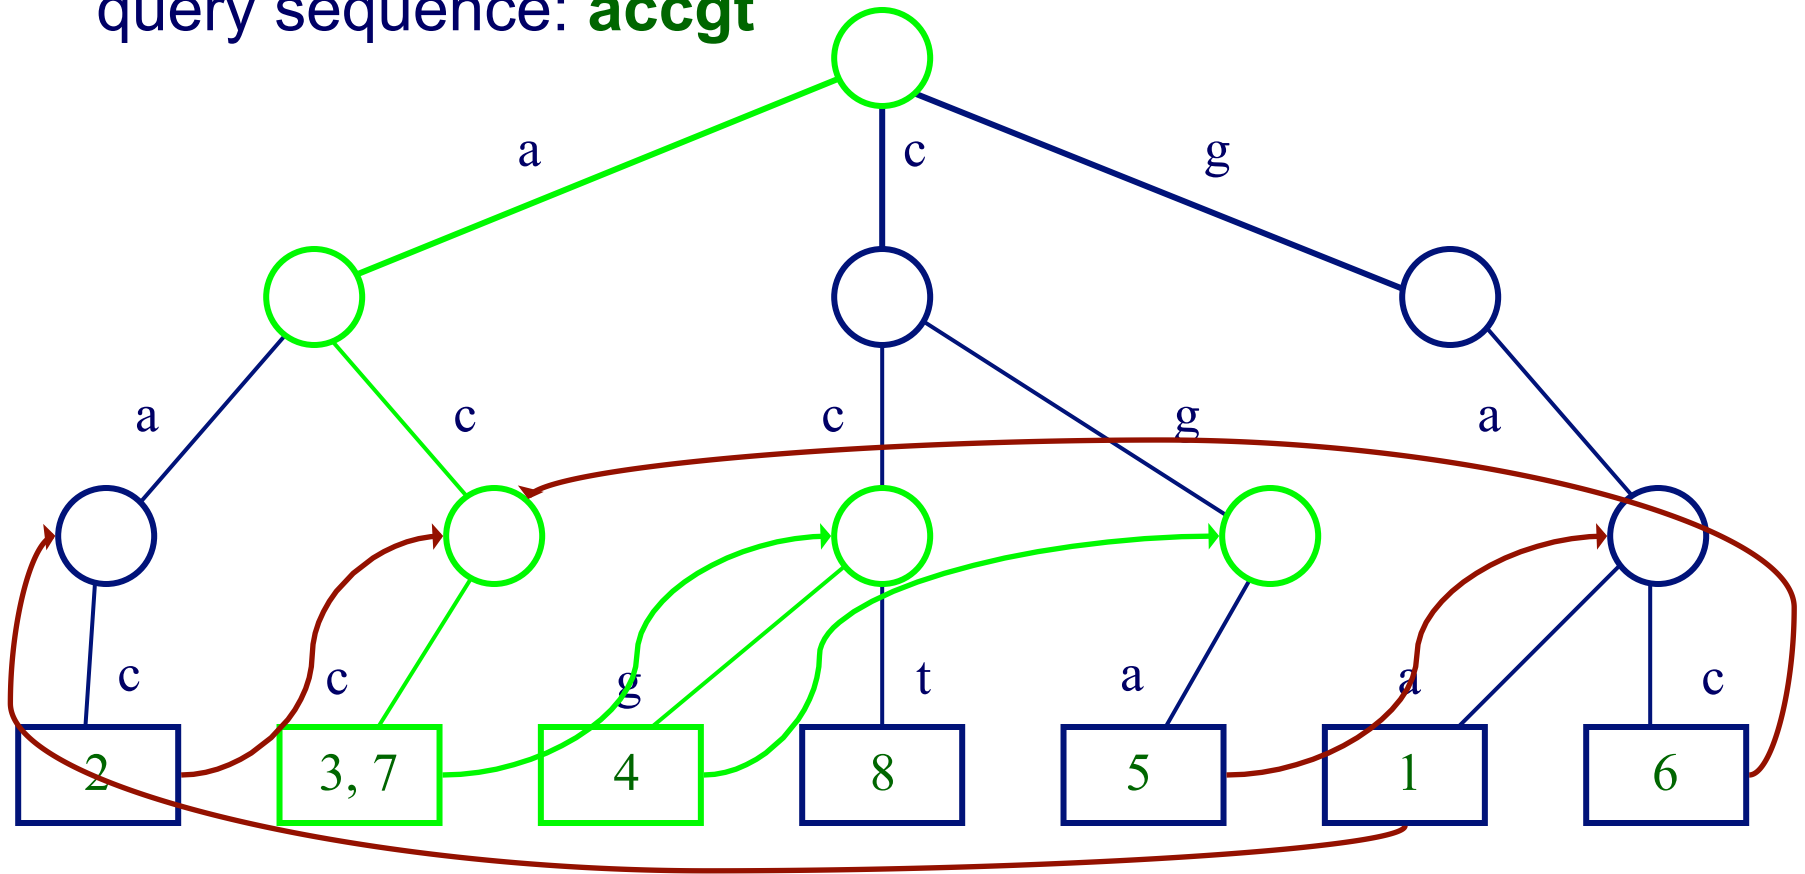 query sequence: accgt
a c g
a c c g a
c c g t a a c
2 3, 7 4 8 5 1 6